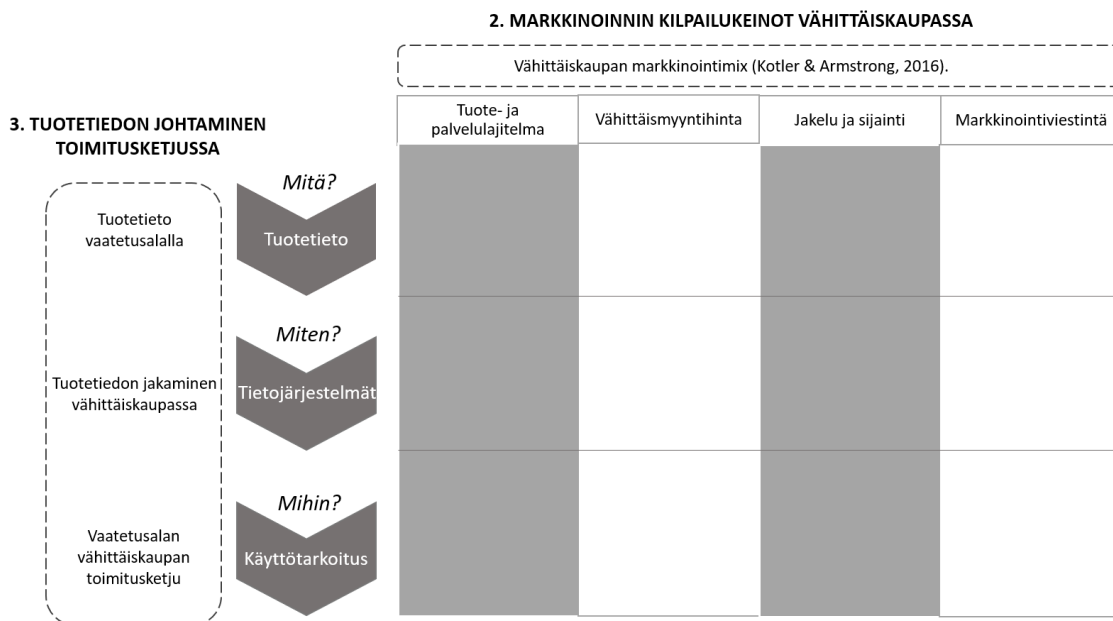 2. MARKKINOINNIN KILPAILUKEINOT VÄHITTÄISKAUPASSA
Vähittäiskaupan markkinointimix (Kotler & Armstrong, 2016).
Tuote- ja
palvelulajitelma
Vähittäismyyntihinta
Jakelu ja sijainti
Markkinointiviestintä
3. TUOTETIEDON JOHTAMINEN
TOIMITUSKETJUSSA
Tuotetieto
vaatetusalalla
Mitä?
Tuotetieto
Tuotetiedon jakaminen
vähittäiskaupassa
Miten?
Tietojärjestelmät
Vaatetusalan
vähittäiskaupan
toimitusketju
Mihin?
Käyttötarkoitus